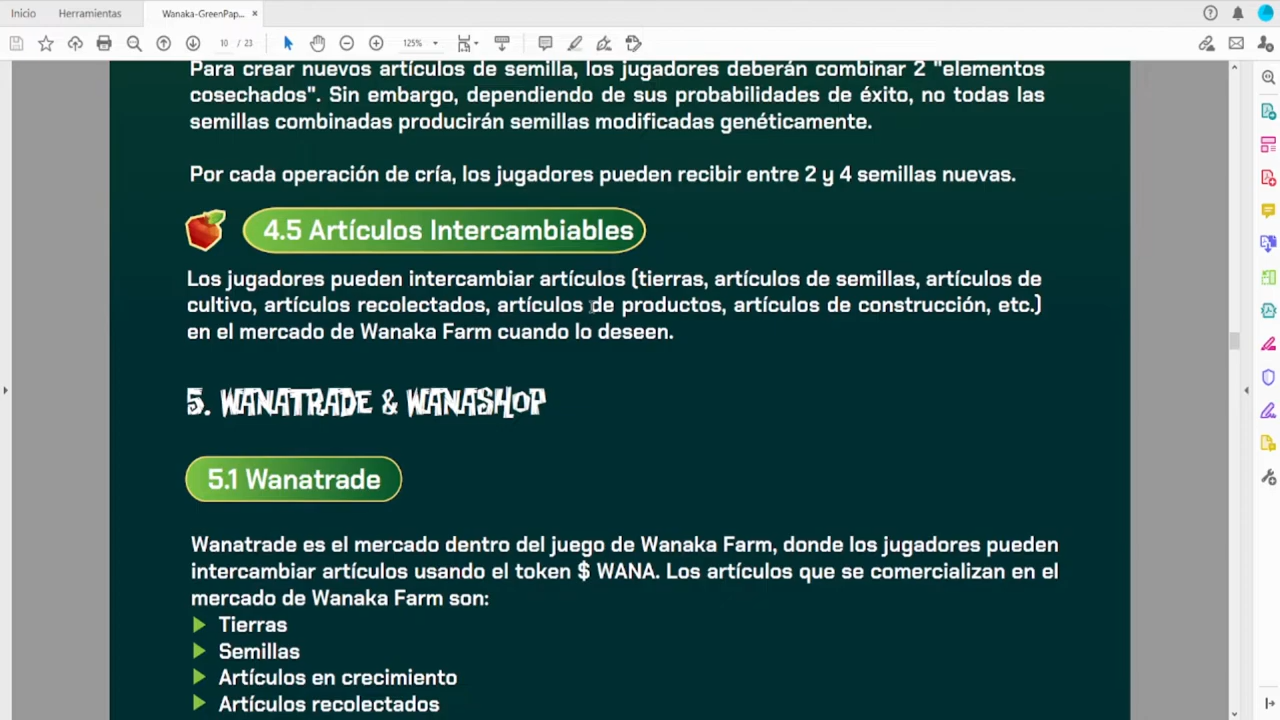 Inicio
Herramientas
Wanaka-GreenPap...
10 / 23
125%
Para crear nuevos artículos de semilla, los jugadores deberán combinar 2 "elementos
cosechados". Sin embargo, dependiendo de sus probabilidades de éxito, no todas las
semillas combinadas producirán semillas modificadas genéticamente.
Por cada operación de cría, los jugadores pueden recibir entre 2 y 4 semillas nuevas.
4.5 Artículos Intercambiables
Los jugadores pueden intercambiar artículos (tierras, artículos de semillas, artículos de
cultivo, artículos recolectados, artículos de productos, artículos de construcción, etc.)
en el mercado de Wanaka Farm cuando lo deseen.
5. WANATRADE & WANASHOP
5.1 Wanatrade
Wanatrade es el mercado dentro del juego de Wanaka Farm, donde los jugadores pueden
intercambiar artículos usando el token $ WANA. Los artículos que se comercializan en el
mercado de Wanaka Farm son:
Tierras
Semillas
Artículos en crecimiento
Artículos recolectados